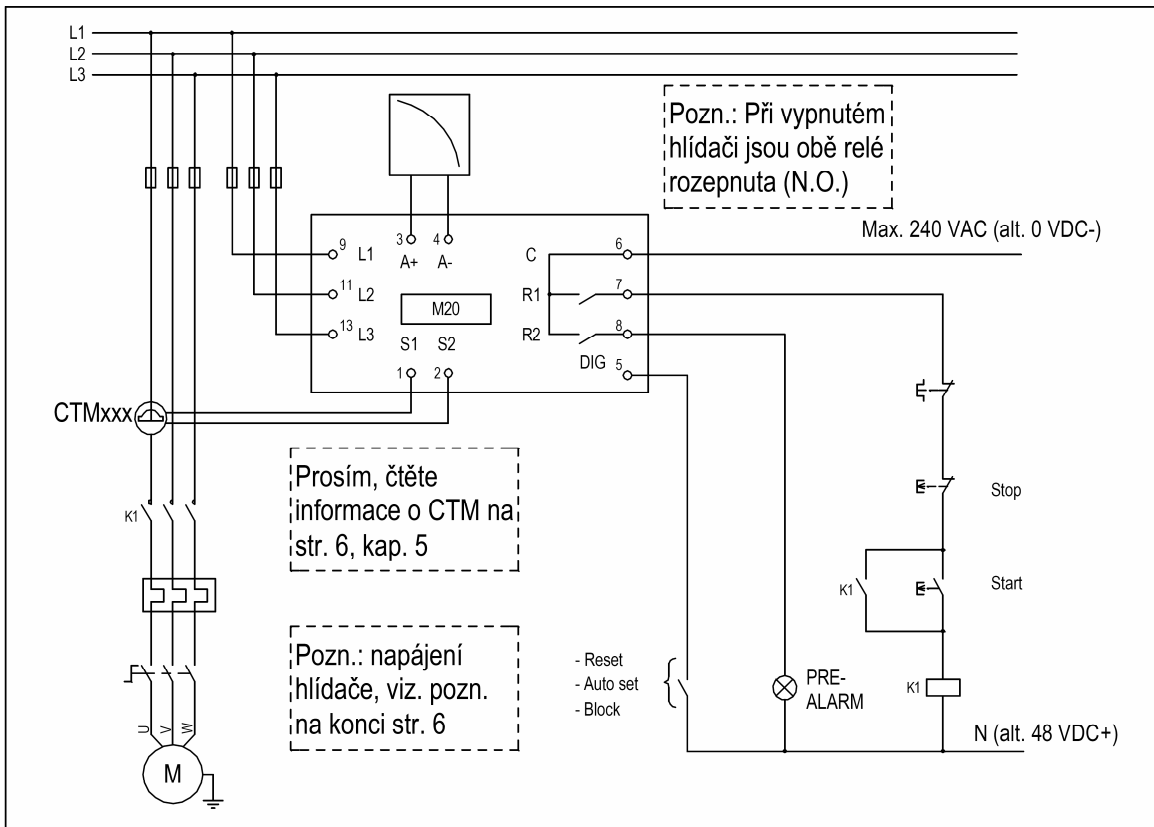 L1
L2
L3
Pozn.: Při vypnutém
hlídači jsou obě relé
rozepnuta (N.O.)
Max. 240 VAC (alt. 0 VDC-)
9 L1
3 4
A+ A-
C 6
11 L2
M20
R1 7
13 L3
S1 S2
R2 8
DIG 5
1 2
CTMxxx
Prosím, čtěte
informace o CTM na
str. 6, kap. 5
Stop
K1
K1
Start
Pozn.: napájení
hlídače, viz. pozn.
na konci str. 6
- Reset
- Auto set
- Block
PRE-
ALARM
K1
U V W
N (alt. 48 VDC+)
M